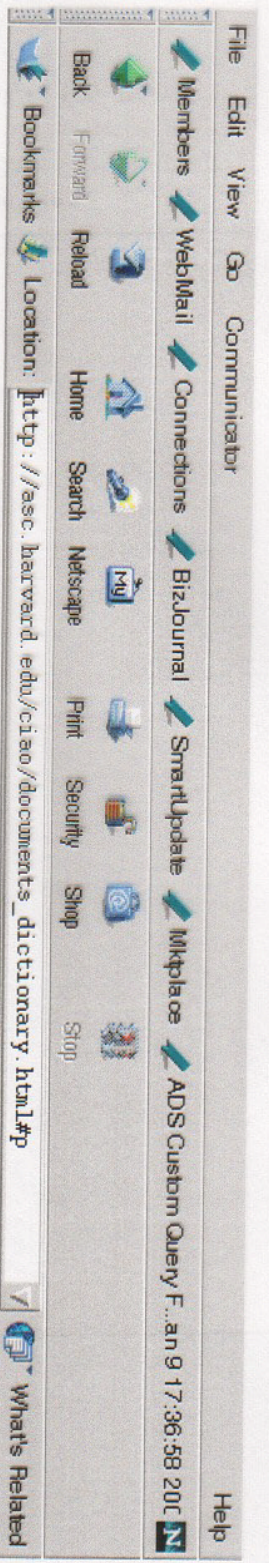 File Edit View Go Communicator Help
Members WebMail Connections BizJournal SmartUpdate Mktplace ADS Custom Query F...an 9 17:36:58 200
Back Forward Reload Home Search Netscape Print Security Shop Stop
Bookmarks Location: http://asc.harvard.edu/ciao/documents_dictionary.html#p What's Related